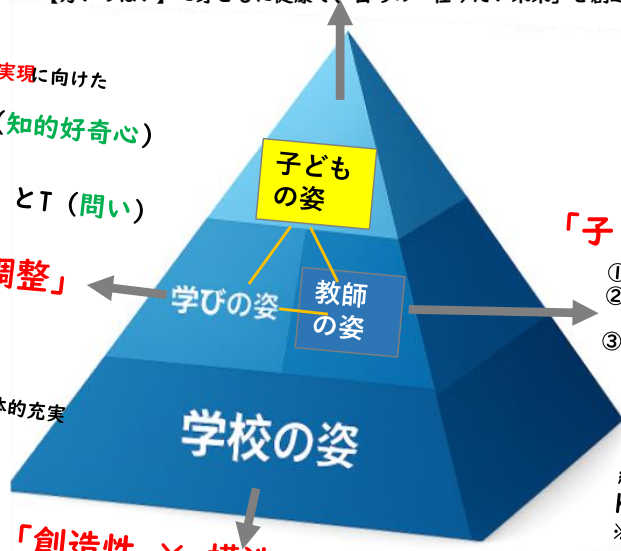 実現に向けた
(知的好奇心)
とT (問い)
調整」
体的充実
子ども
の姿
学びの姿
教師
の姿
学校の姿
「子
①
②
③
「創造性
※